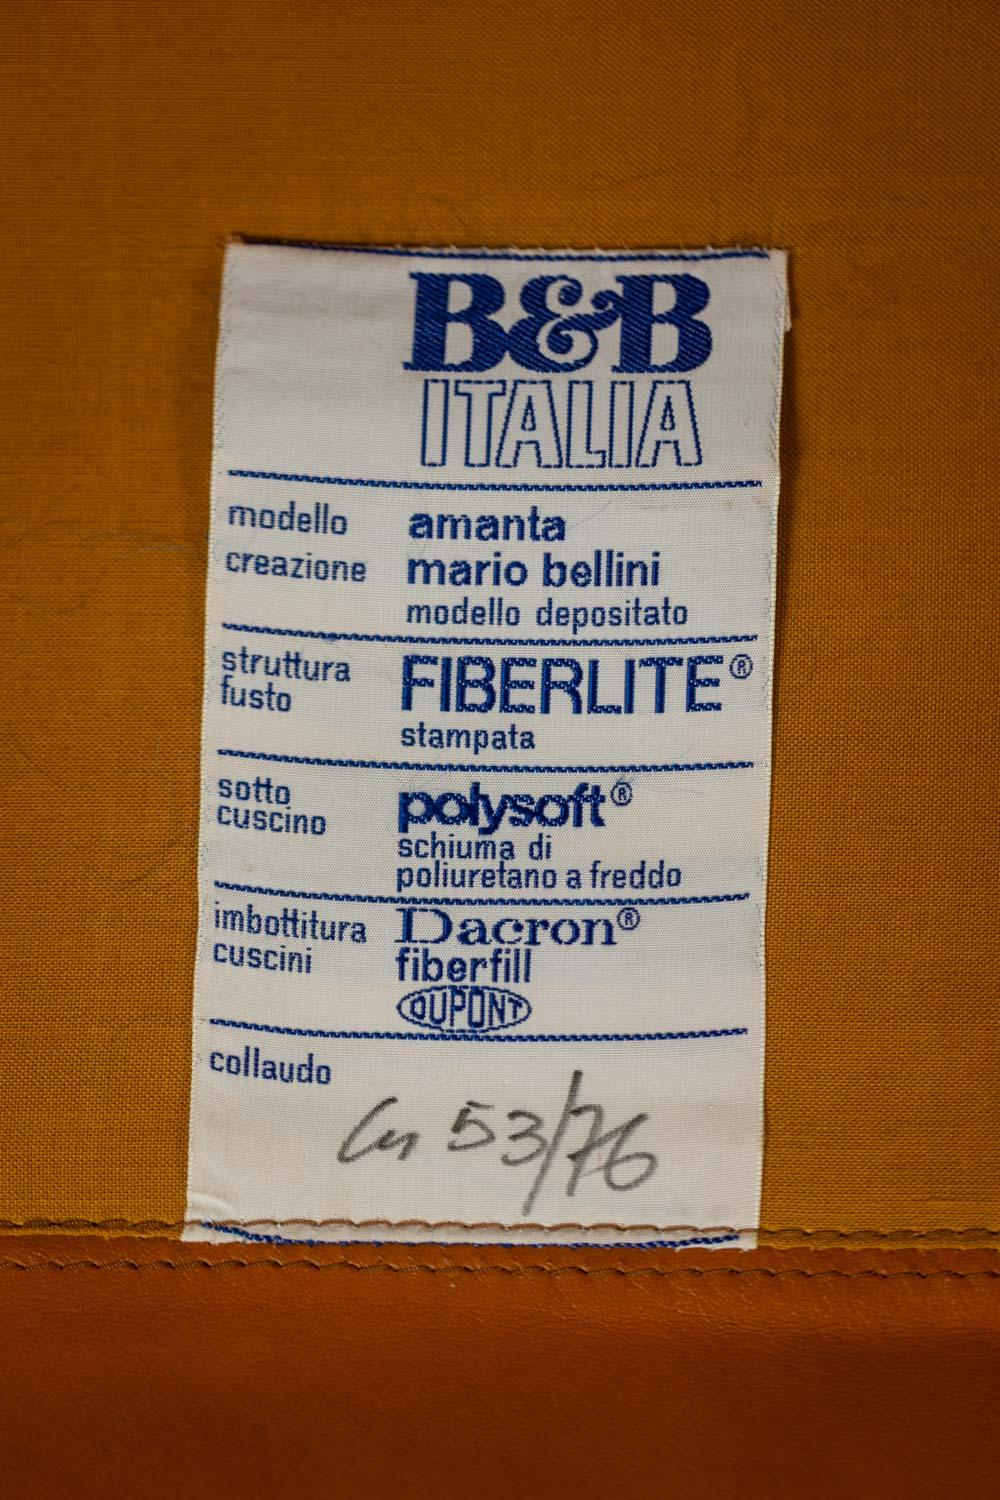 B&B
ITALIA
modello amanta
creazione mario bellini
modello depositato
struttura
fusto
FIBERLITE®
stampata
sotto
cuscino
polysoft®
schiuma di
poliuretano a freddo
imbottitura
cuscini
Dacron®
fiberfill
DUPONT
collaudo
53/76